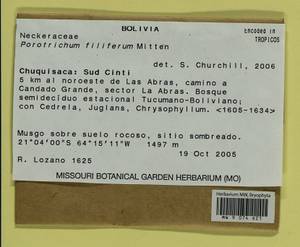 BOLIVIA
Encoded in
TROPICOS
Neckeraceae
Porotrichum filiferum Mitten
det. S. Churchill, 2006
Chuquisaca: Sud Cinti
5 km al noroeste de Las Abras, camino a
Candado Grande, sector La Abras. Bosque
semidecíduo estacional Tucumano-Boliviano;
con Cedrela, Juglans, Chrysophyllum. <1605-1634>
Musgo sobre suelo rocoso, sitio sombreado.
21°04'00"S 64°15'11"W 1497 m
19 Oct 2005
R. Lozano 1625
MISSOURI BOTANICAL GARDEN HERBARIUM (MO)
Herbarium MW, Bryophyta